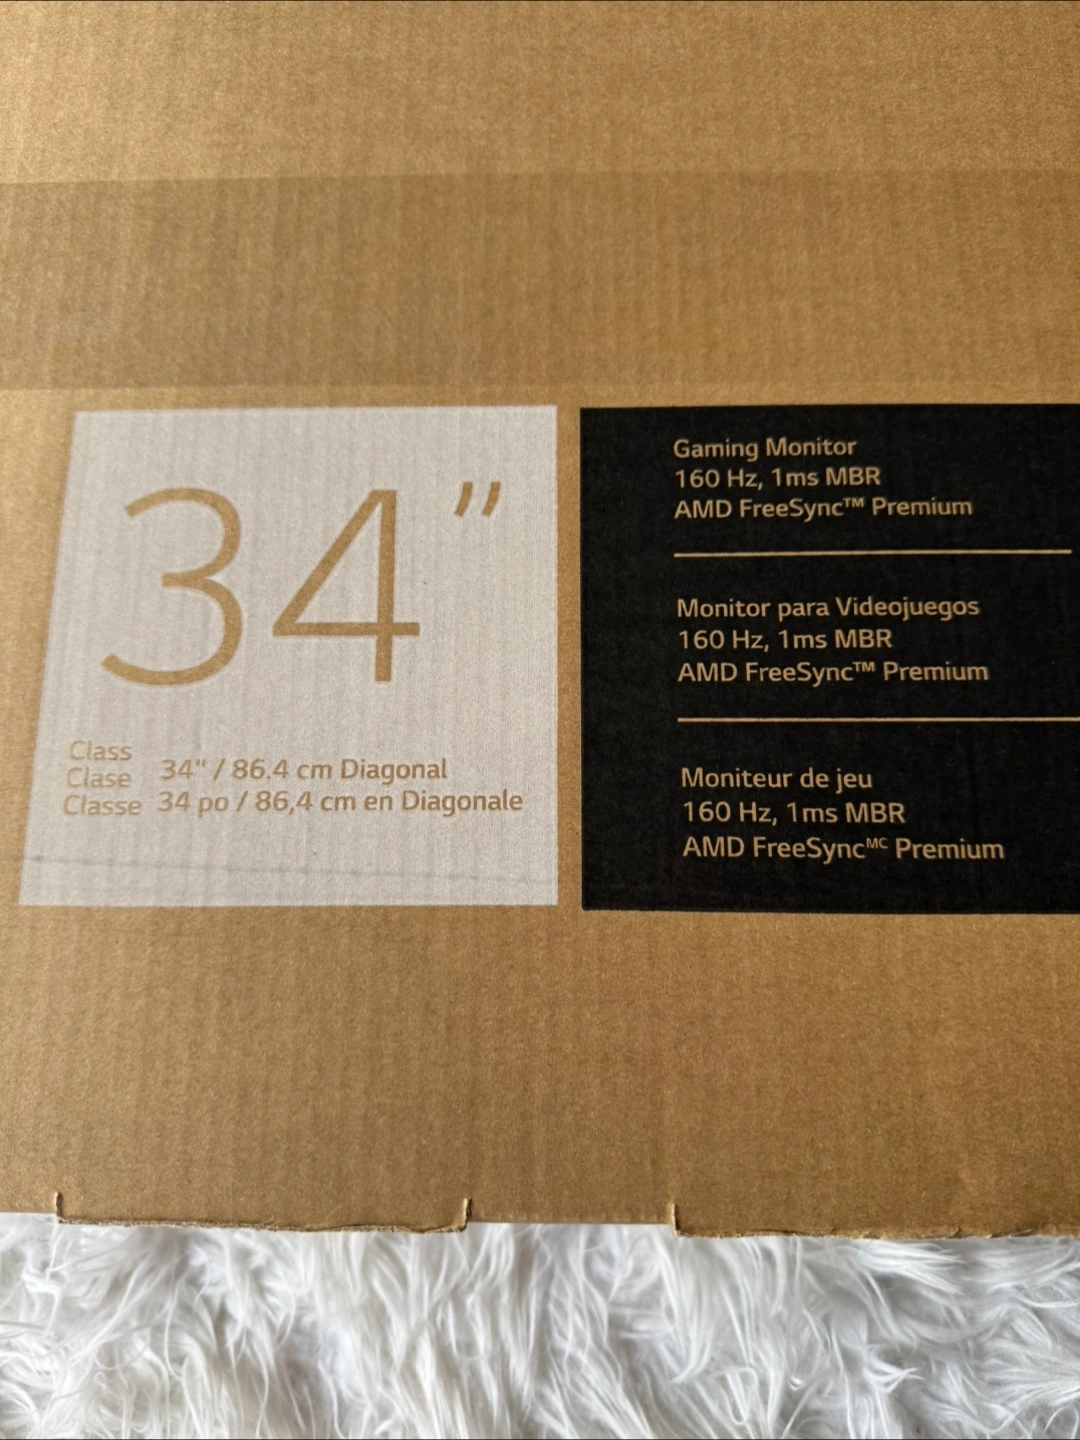 34”
Class
Clase
Classe
34" / 86.4 cm Diagonal
34 po / 86,4 cm en Diagonale
Gaming Monitor
160 Hz, 1ms MBR
AMD FreeSync™ Premium
Monitor para Videojuegos
160 Hz, 1ms MBR
AMD FreeSync™ Premium
Moniteur de jeu
160 Hz, 1ms MBR
AMD FreeSyncᴹᶜ Premium